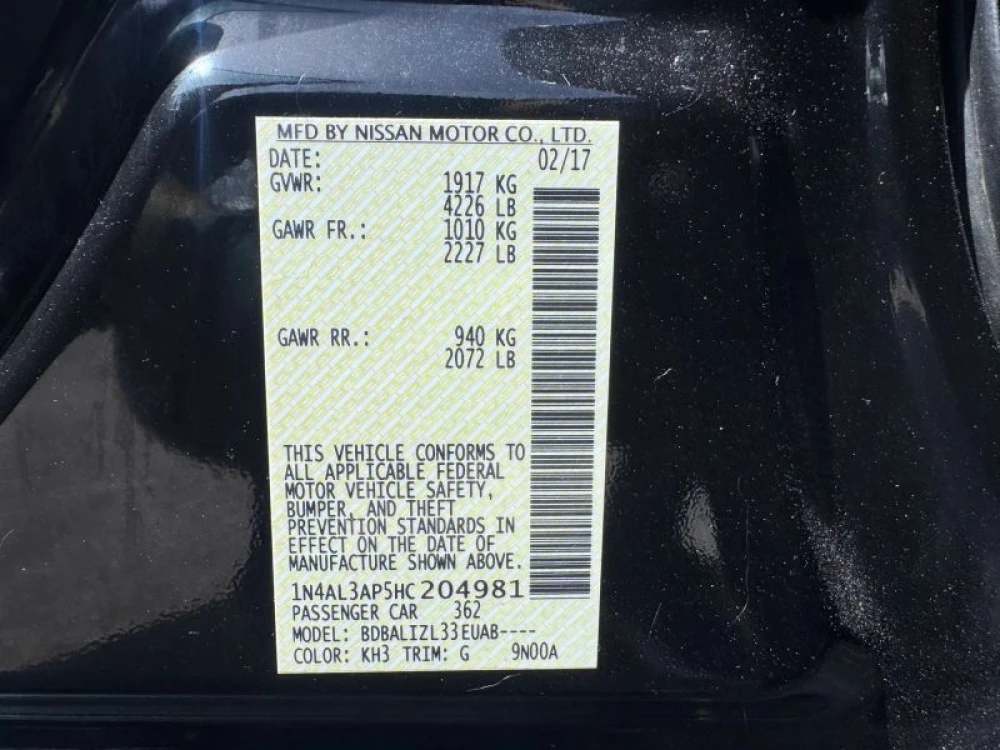 MFD BY NISSAN MOTOR CO., LTD.
DATE: 02/17
GVWR: 1917 KG
4226 LB
GAWR FR.: 1010 KG
2227 LB
GAWR RR.: 940 KG
2072 LB
THIS VEHICLE CONFORMS TO
ALL APPLICABLE FEDERAL
MOTOR VEHICLE SAFETY,
BUMPER, AND THEFT
PREVENTION STANDARDS IN
EFFECT ON THE DATE OF
MANUFACTURE SHOWN ABOVE.
1N4AL3AP5HC204981
PASSENGER CAR 362
MODEL: BDBALIZL33EUAB----
COLOR: KH3 TRIM: G 9N00A